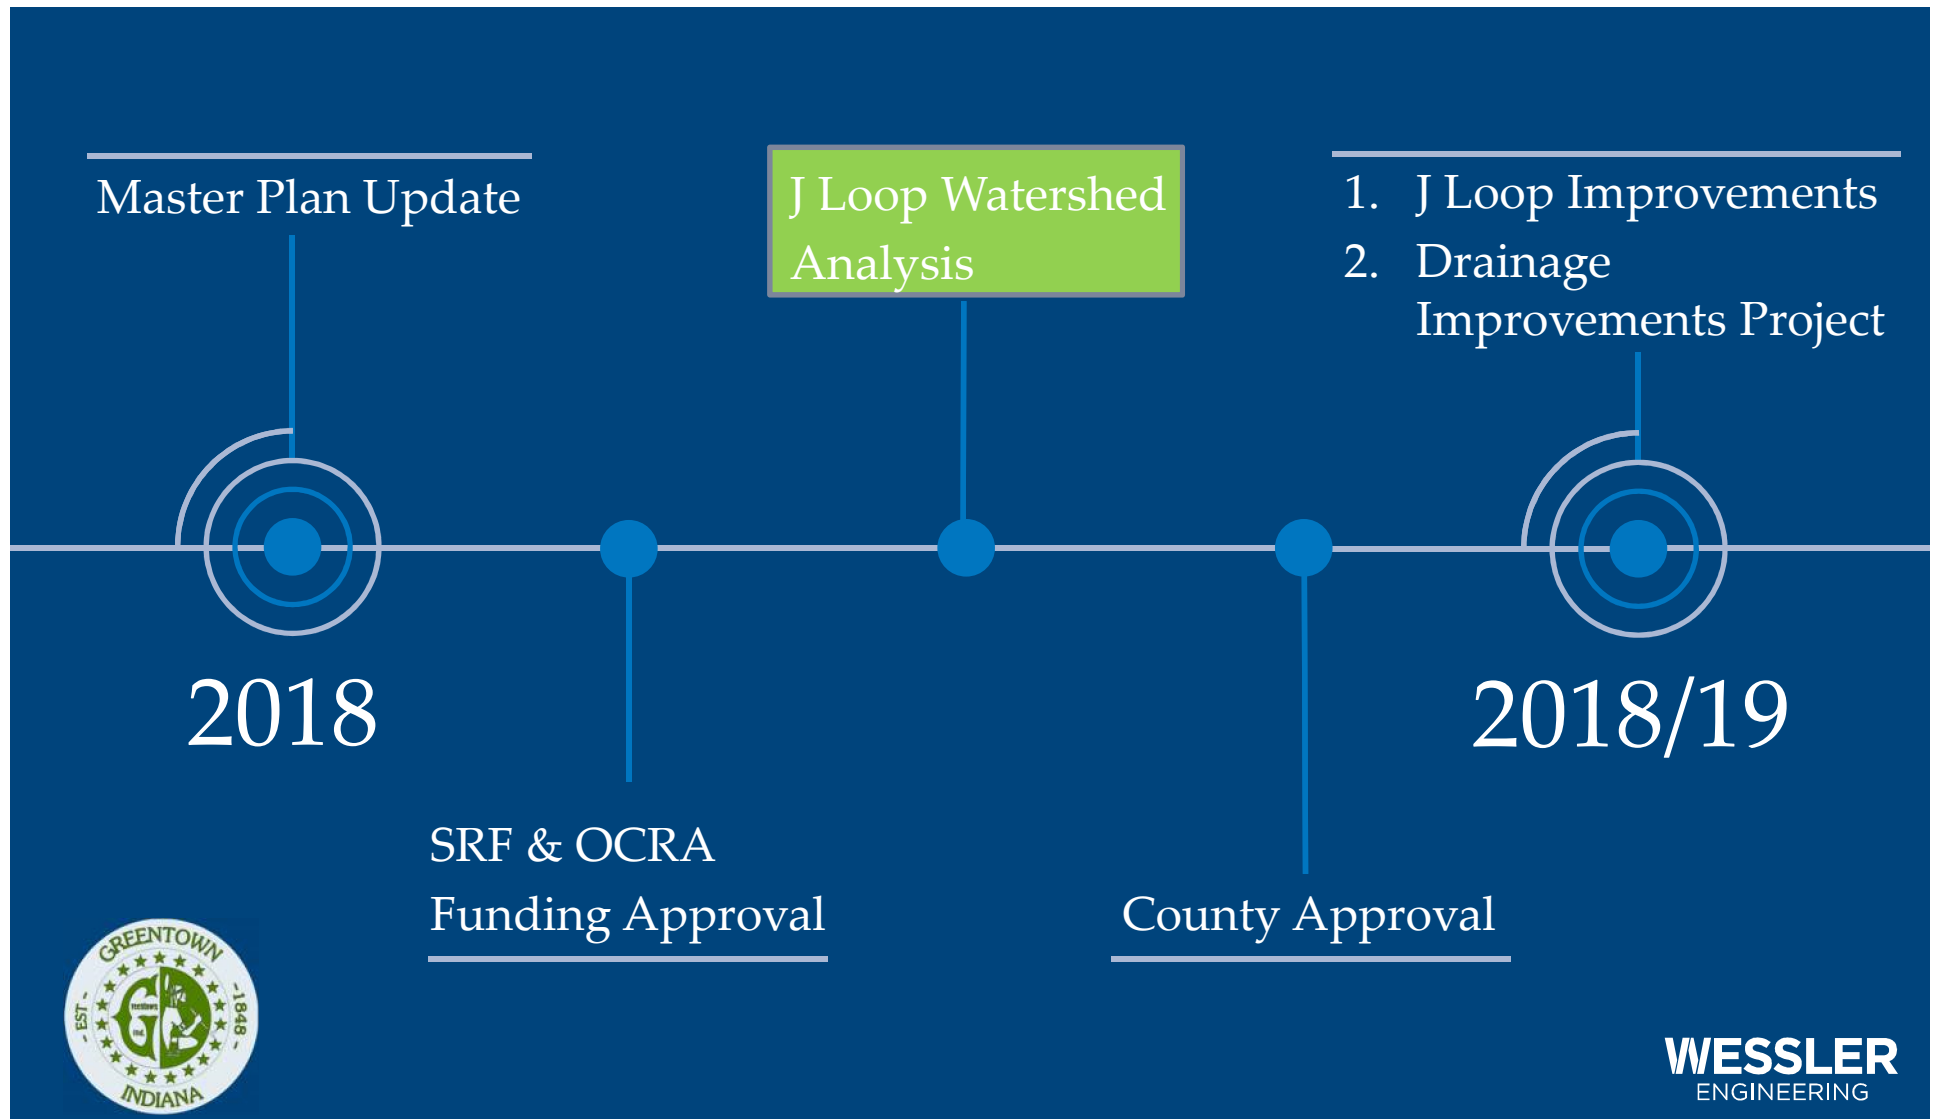 Master Plan Update
J Loop Watershed
Analysis
1. J Loop Improvements
2. Drainage
Improvements Project
2018
2018/19
SRF & OCRA
Funding Approval
County Approval
GREENTOWN
- EST -
- 1848 -
INDIANA
WESSLER
ENGINEERING